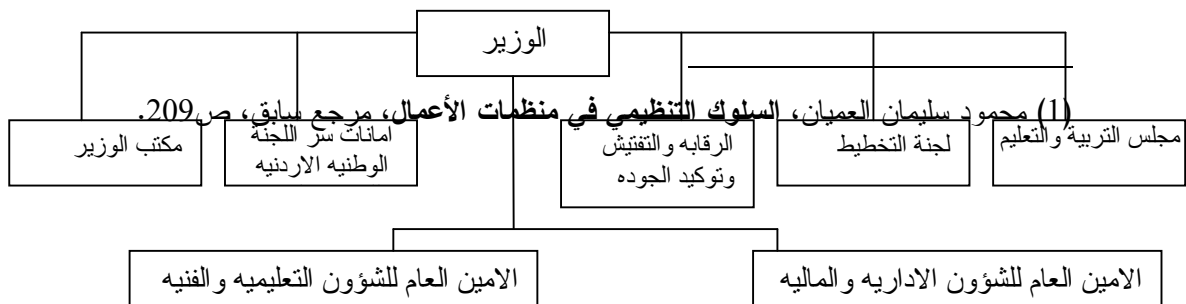 الوزير
(1) محمود سليمان العميان، السلوك التنظيمي في منظمات الأعمال، مرجع سابق، ص209.
مجلس التربية والتعليم
لجنة التخطيط
الرقابه والتفتيش
وتوكيد الجوده
امانات سر اللجنة
الوطنيه الاردنيه
مكتب الوزير
الامين العام للشؤون الاداريه والماليه
الامين العام للشؤون التعليميه والفنيه